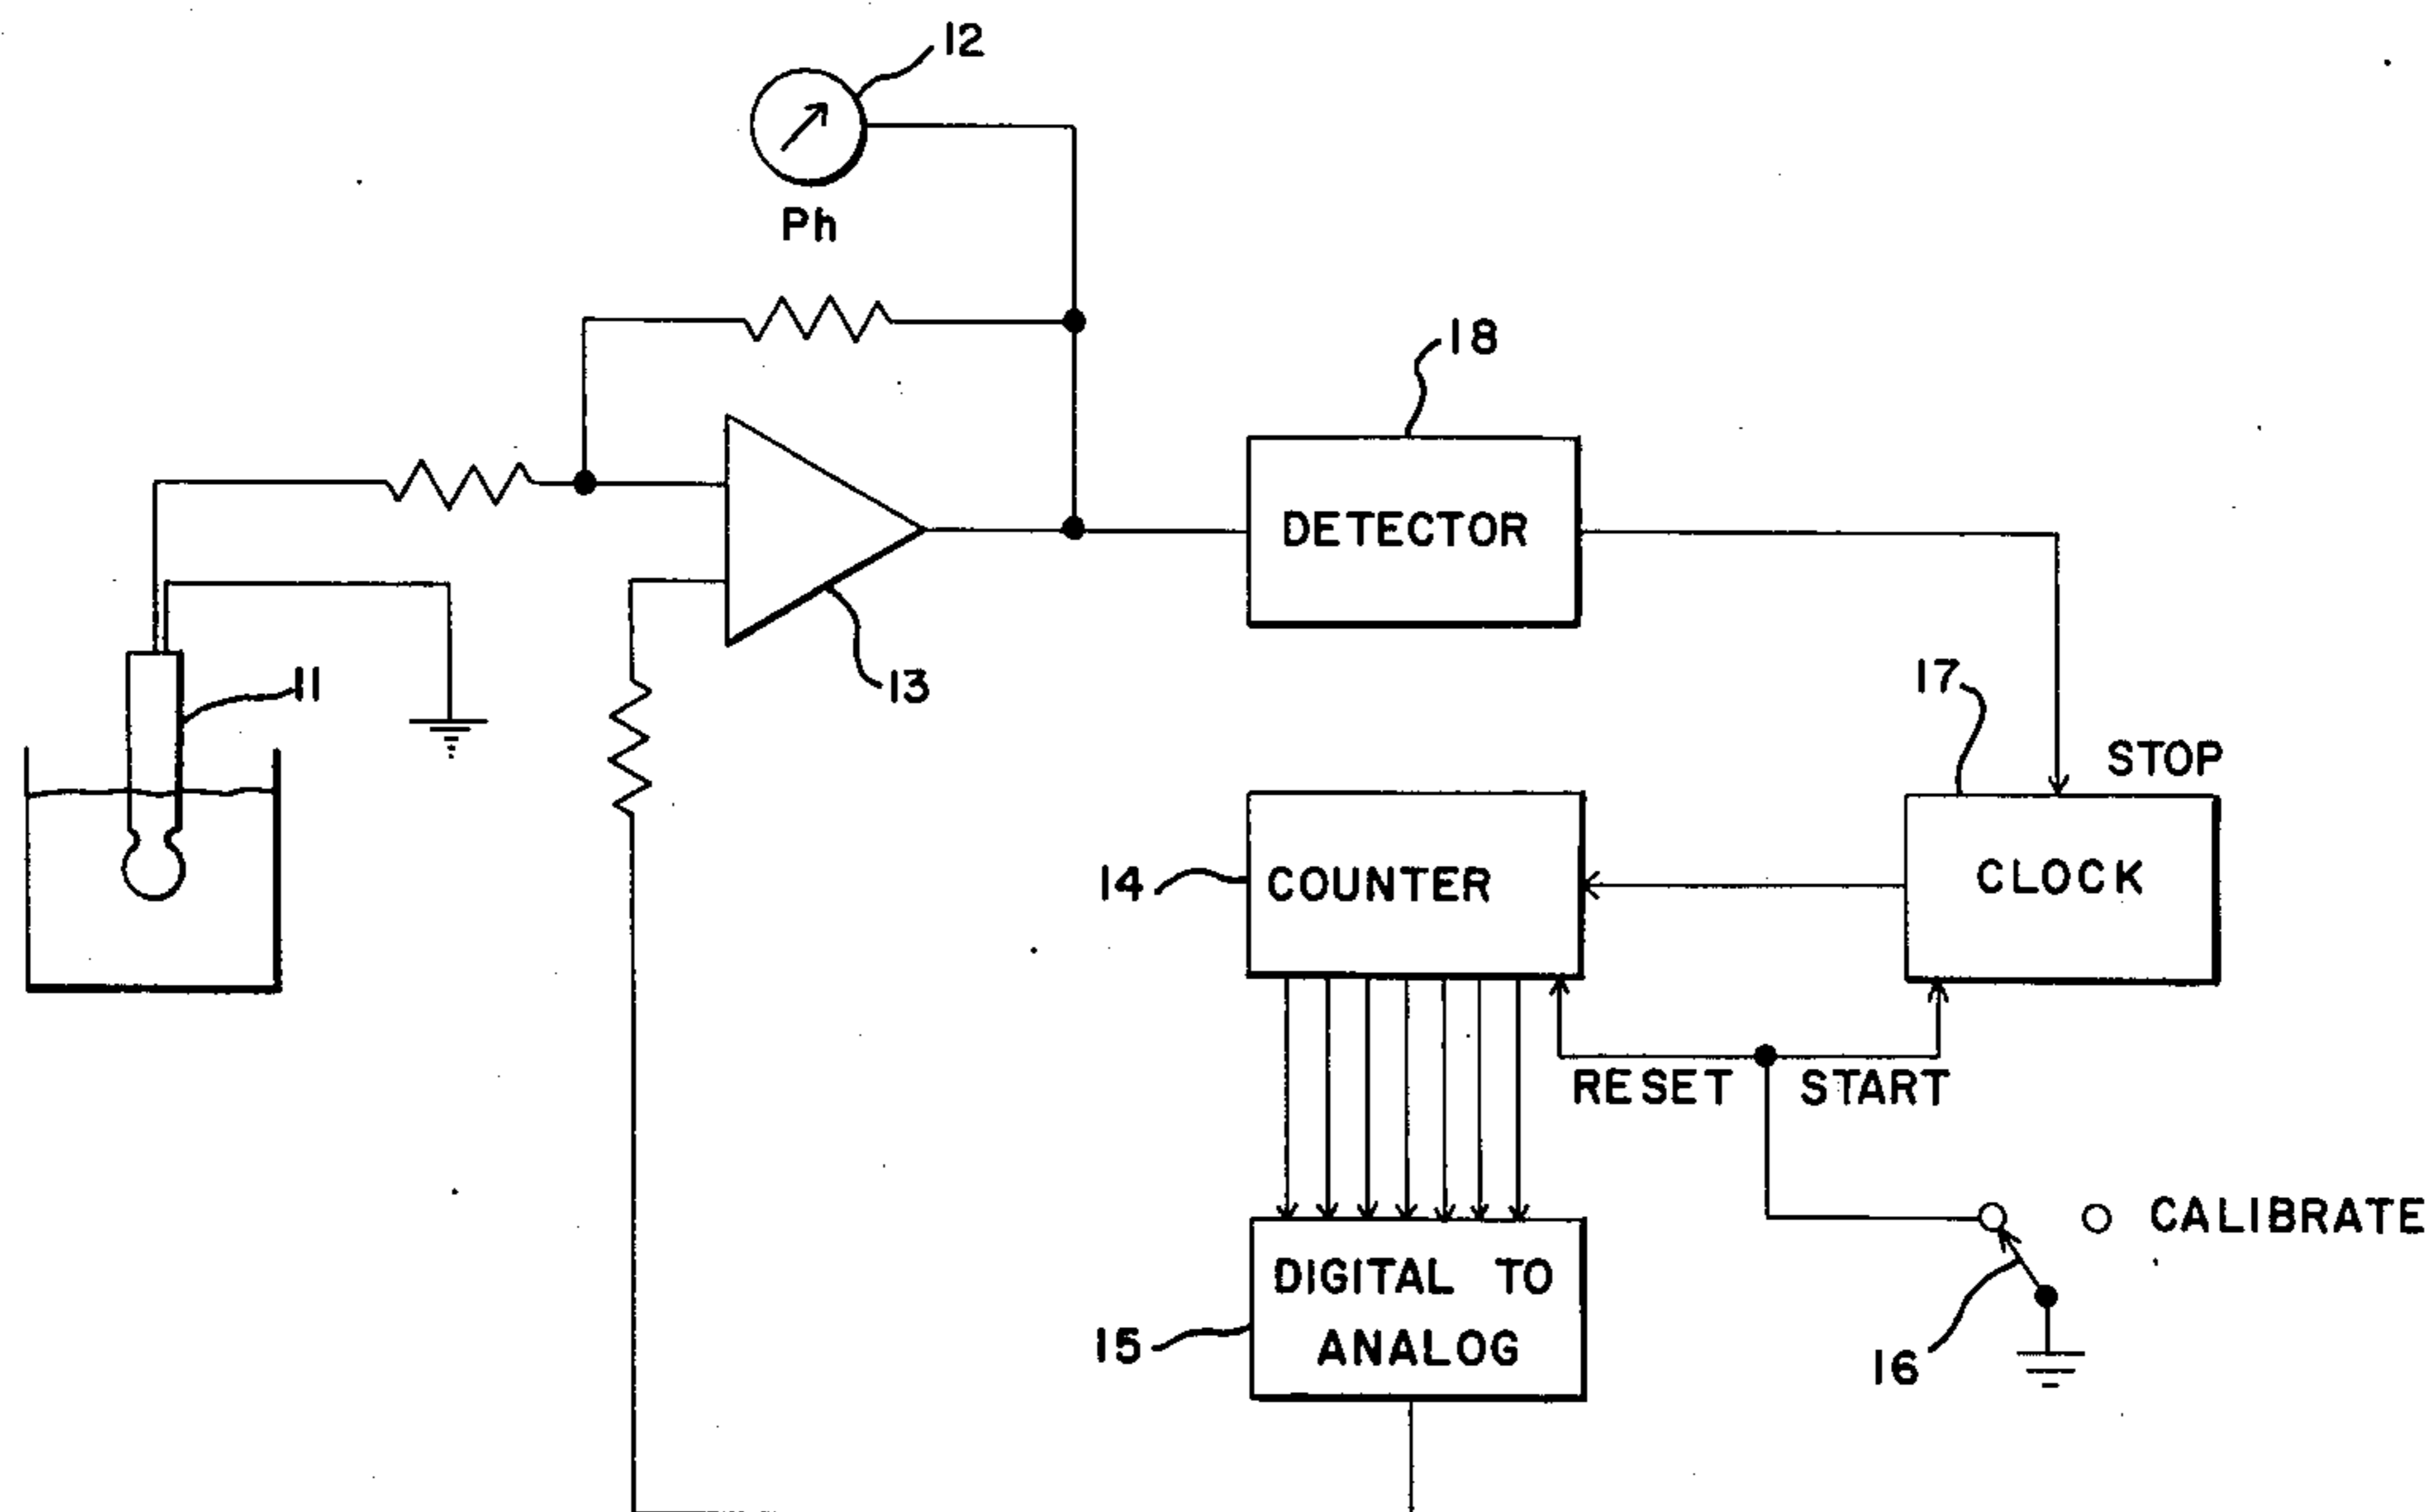 12
Ph
18
DETECTOR
13
11
17
STOP
14
COUNTER
CLOCK
RESET
START
CALIBRATE
DIGITAL TO
ANALOG
15
16